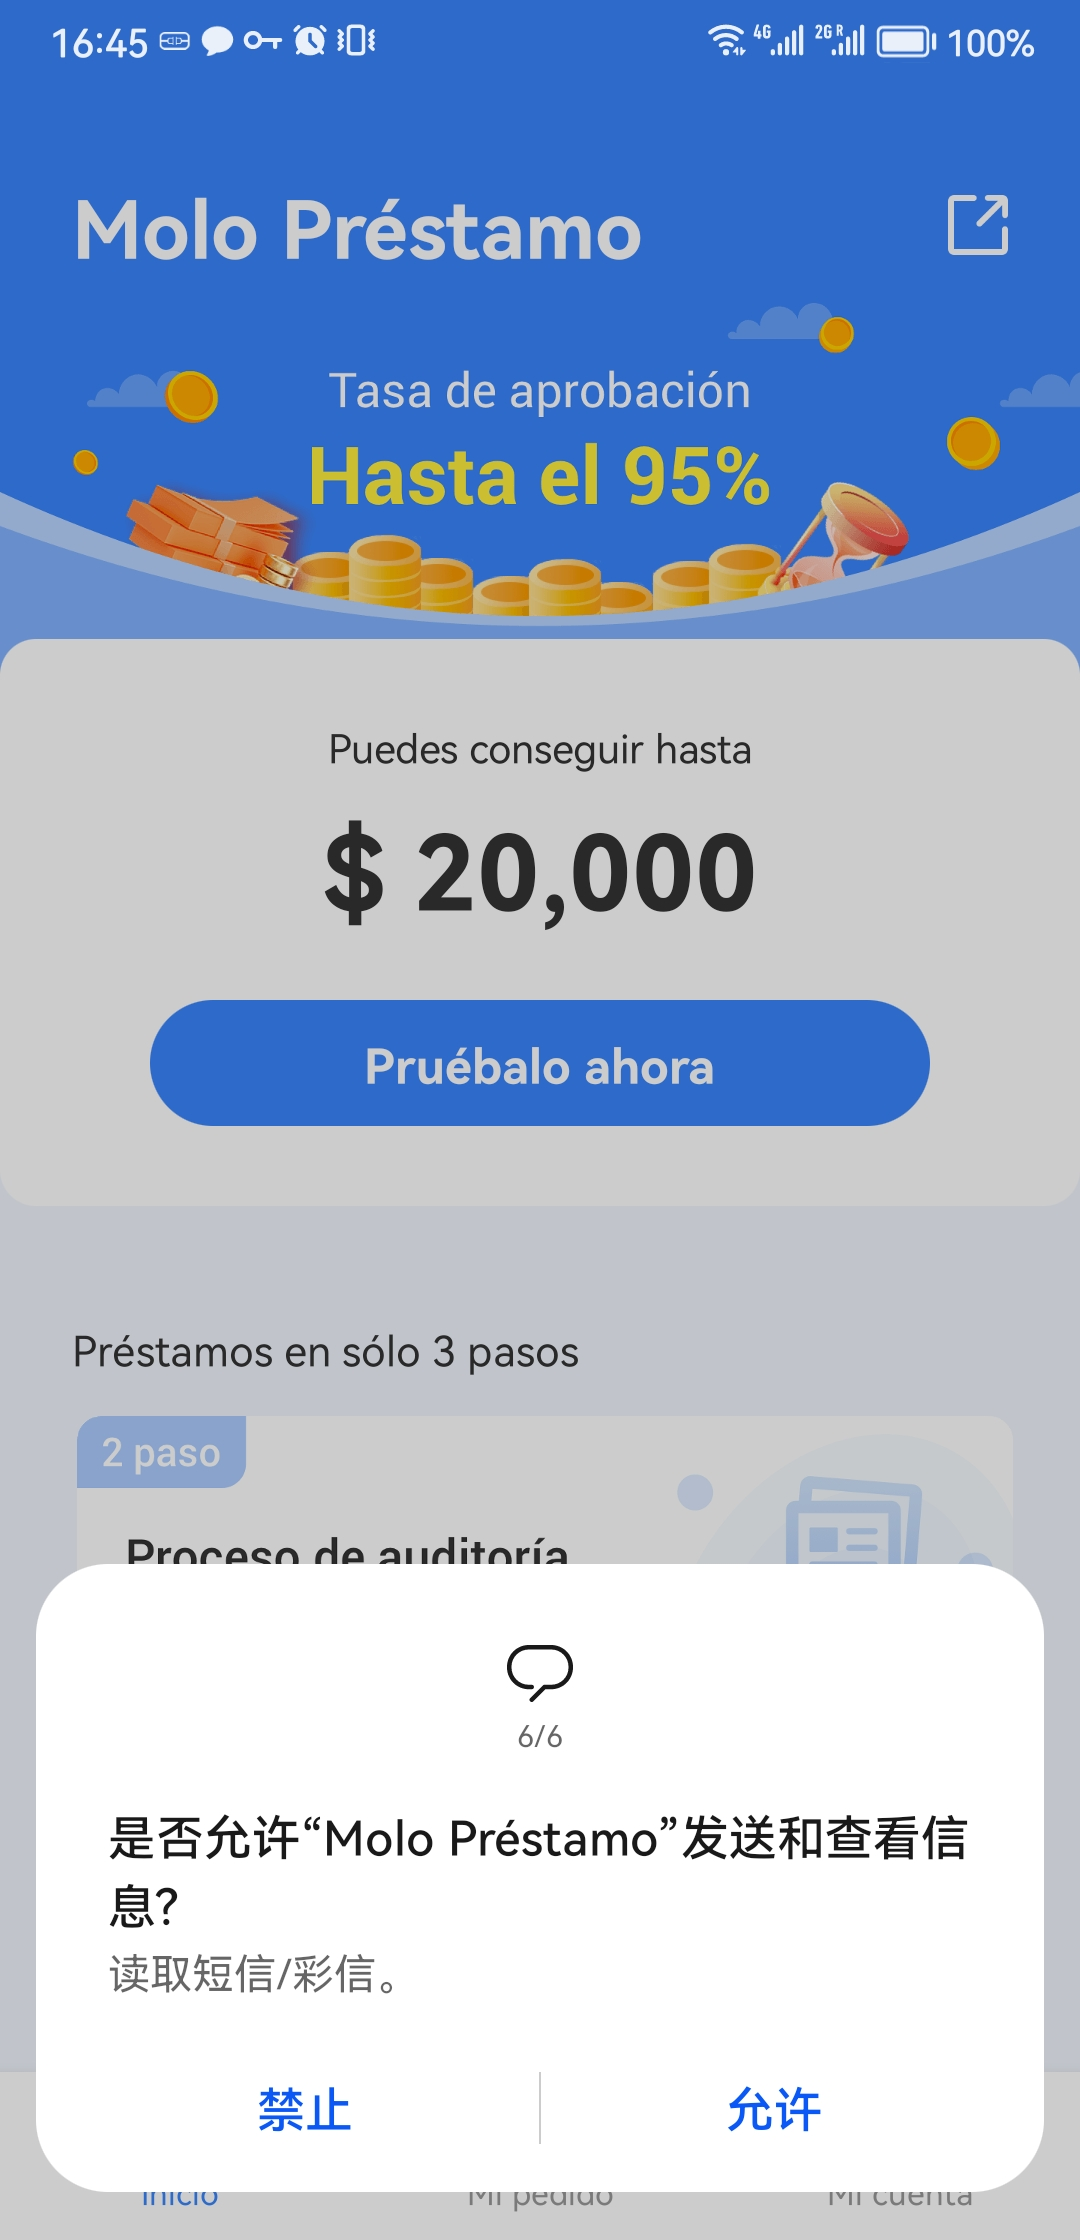 16:45
4G 2G R 100%
Molo Préstamo
Tasa de aprobación
Hasta el 95%
Puedes conseguir hasta
$ 20,000
Pruébalo ahora
Préstamos en sólo 3 pasos
2 paso
Proceso de auditoría
6/6
是否允许“Molo Préstamo”发送和查看信
息?
读取短信/彩信。
禁止 允许
Inicio Mi pedido Mi cuenta